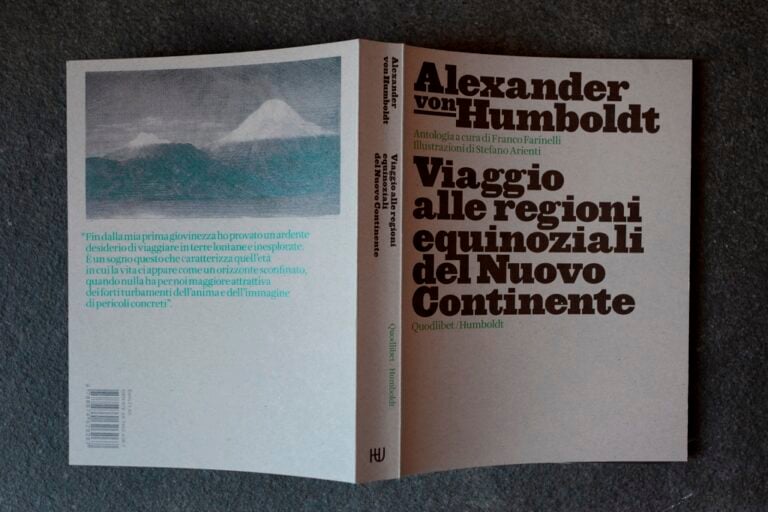 "Fin dalla mia prima giovinezza ho provato un ardente
desiderio di viaggiare in terre lontane e inesplorate.
È un sogno questo che caratterizza quell'età
in cui la vita ci appare come un orizzonte sconfinato,
quando nulla ha per noi maggiore attrattiva
dei forti turbamenti dell'anima e dell'immagine
di pericoli concreti".
Alexander
von Humboldt
Viaggio alle regioni
equinoziali
del Nuovo Continente
Quodlibet Humboldt
HU
Alexander
von Humboldt
Antologia a cura di Franco Farinelli
Illustrazioni di Stefano Arienti
Viaggio
alle regioni
equinoziali
del Nuovo
Continente
Quodlibet / Humboldt